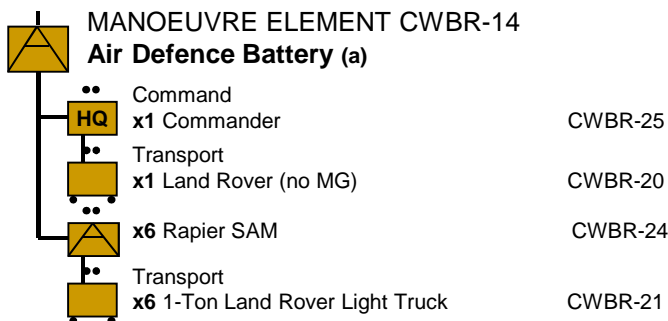 MANOEUVRE ELEMENT CWBR-14
Air Defence Battery (a)
Command
HQ x1 Commander CWBR-25
Transport
x1 Land Rover (no MG) CWBR-20
x6 Rapier SAM CWBR-24
Transport
x6 1-Ton Land Rover Light Truck CWBR-21